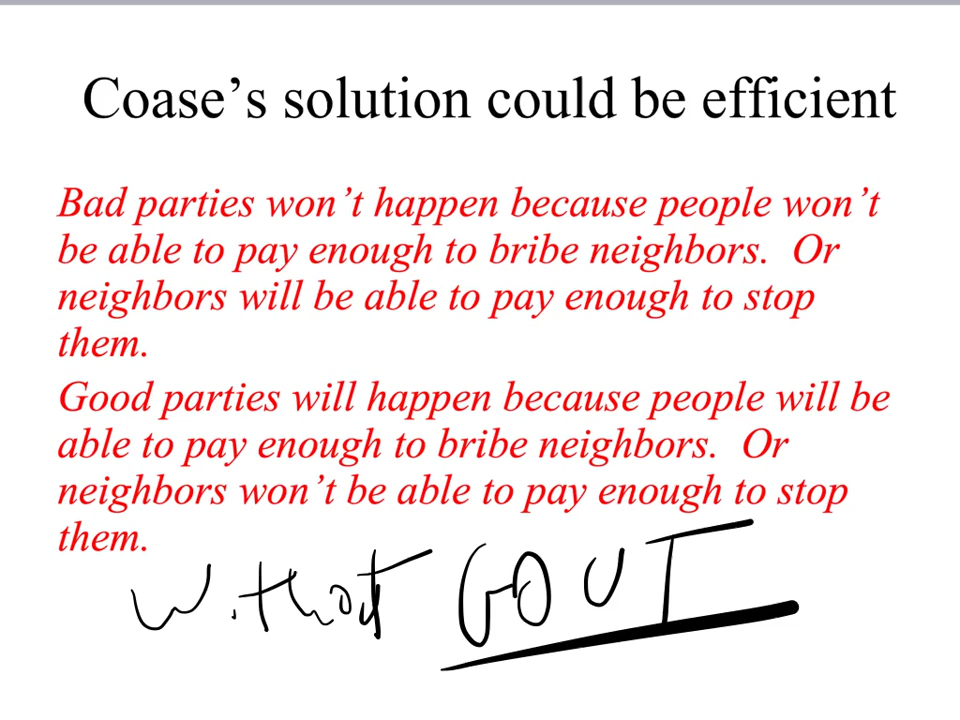 Coase’s solution could be efficient
Bad parties won’t happen because people won’t
be able to pay enough to bribe neighbors.  Or
neighbors will be able to pay enough to stop
them.
Good parties will happen because people will be
able to pay enough to bribe neighbors.  Or
neighbors won’t be able to pay enough to stop
them.
without GOVT